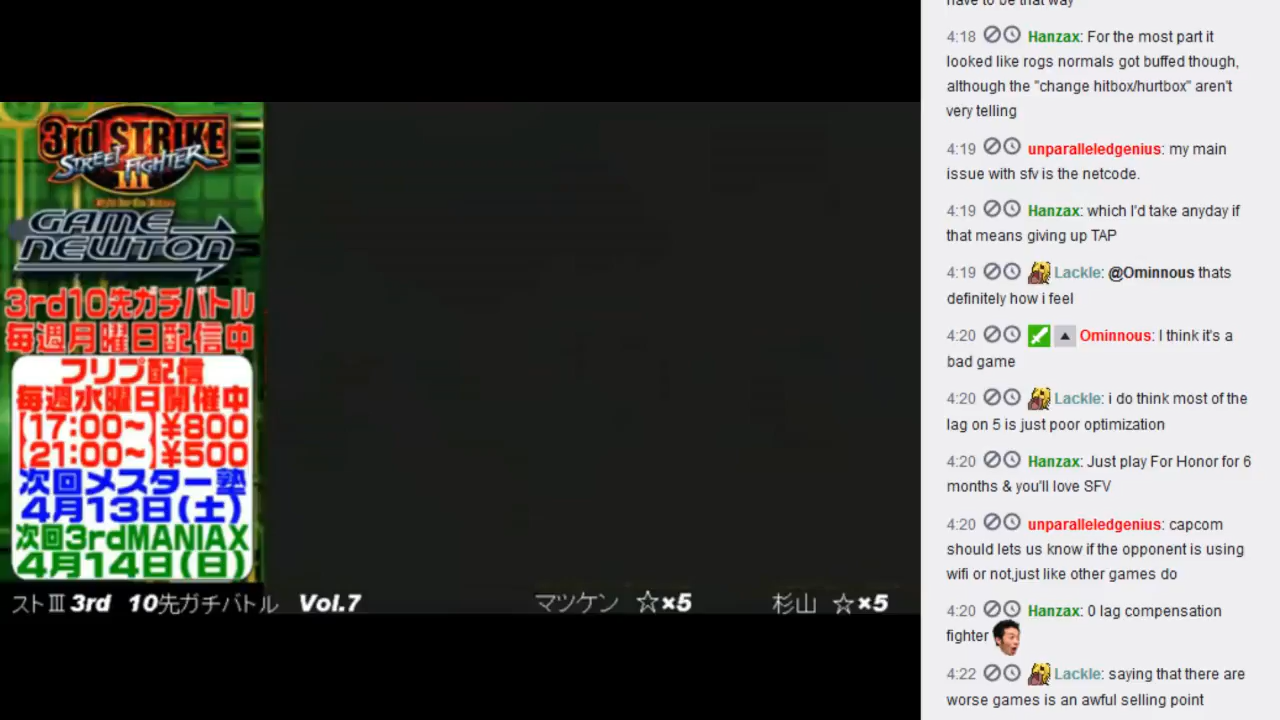 3rd STRIKE
STREET FIGHTER
III
GAME
NEWTON
3rd10先ガチバトル
毎週月曜日配信中
フリプ配信
毎週水曜日開催中
[17:00~]¥800
[21:00~]¥500
次回メスター塾
4月13日(土)
次回3rdMANIAX
4月14日(日)
ストⅢ 3rd 10先ガチバトル Vol.7 マツケン ☆×5 杉山 ☆×5
have to be that way
4:18 Hanzax: For the most part it
looked like rogs normals got buffed though,
although the "change hitbox/hurtbox" aren't
very telling
4:19 unparalleledgenius: my main
issue with sfv is the netcode.
4:19 Hanzax: which I'd take anyday if
that means giving up TAP
4:19 Lackle: @Ominnous thats
definitely how i feel
4:20 Ominnous: I think it's a
bad game
4:20 Lackle: i do think most of the
lag on 5 is just poor optimization
4:20 Hanzax: Just play For Honor for 6
months & you'll love SFV
4:20 unparalleledgenius: capcom
should lets us know if the opponent is using
wifi or not,just like other games do
4:20 Hanzax: 0 lag compensation
fighter
4:22 Lackle: saying that there are
worse games is an awful selling point